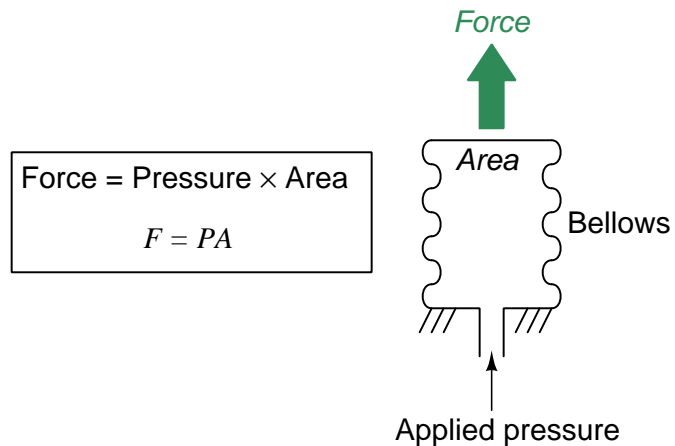 Force
Force = Pressure × Area
F = PA
Area
Bellows
Applied pressure